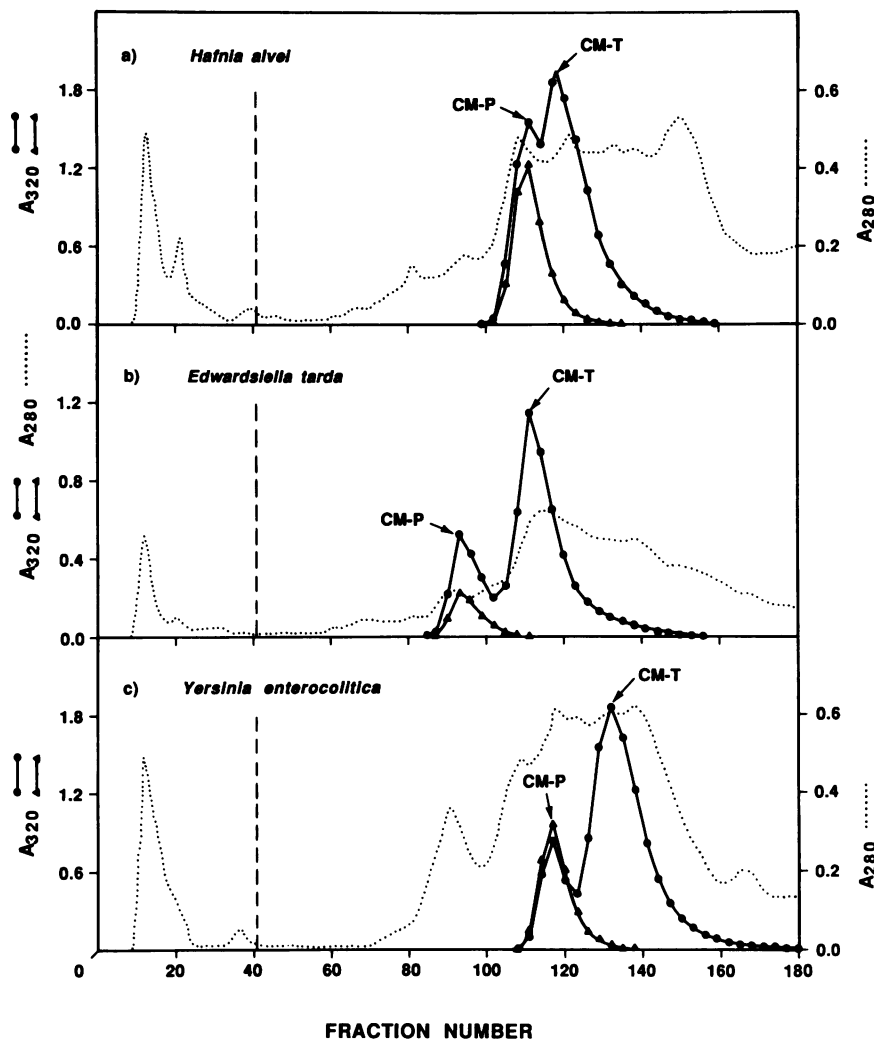 a) Hafnia alvei
CM-T
CM-P
1.8
1.2
0.6
0.0
A320
0.6
0.4
0.2
0.0
A280
b) Edwardsiella tarda
CM-T
CM-P
1.2
0.8
0.4
0.0
A320
A280
c) Yersinia enterocolitica
CM-T
CM-P
1.8
1.2
0.6
A320
0.6
0.4
0.2
0.0
A280
0 20 40 60 80 100 120 140 160 180
FRACTION NUMBER